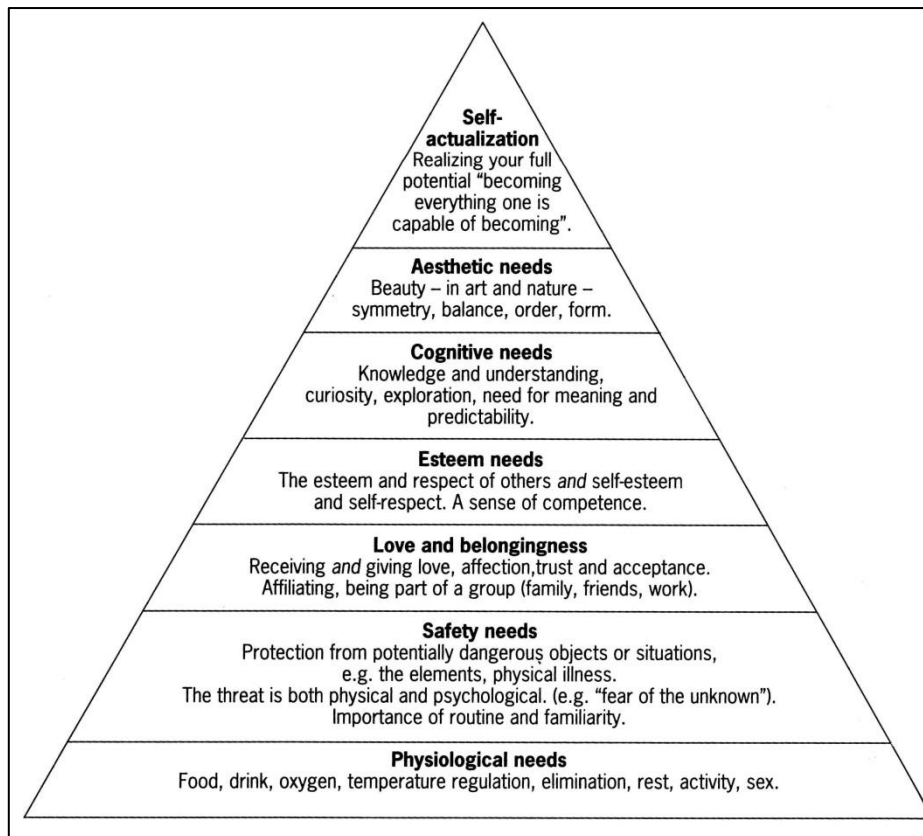 Self-
actualization
Realizing your full
potential “becoming
everything one is
capable of becoming”.
Aesthetic needs
Beauty – in art and nature –
symmetry, balance, order, form.
Cognitive needs
Knowledge and understanding,
curiosity, exploration, need for meaning and
predictability.
Esteem needs
The esteem and respect of others and self-esteem
and self-respect. A sense of competence.
Love and belongingness
Receiving and giving love, affection,trust and acceptance.
Affiliating, being part of a group (family, friends, work).
Safety needs
Protection from potentially dangerous objects or situations,
e.g. the elements, physical illness.
The threat is both physical and psychological. (e.g. “fear of the unknown”).
Importance of routine and familiarity.
Physiological needs
Food, drink, oxygen, temperature regulation, elimination, rest, activity, sex.